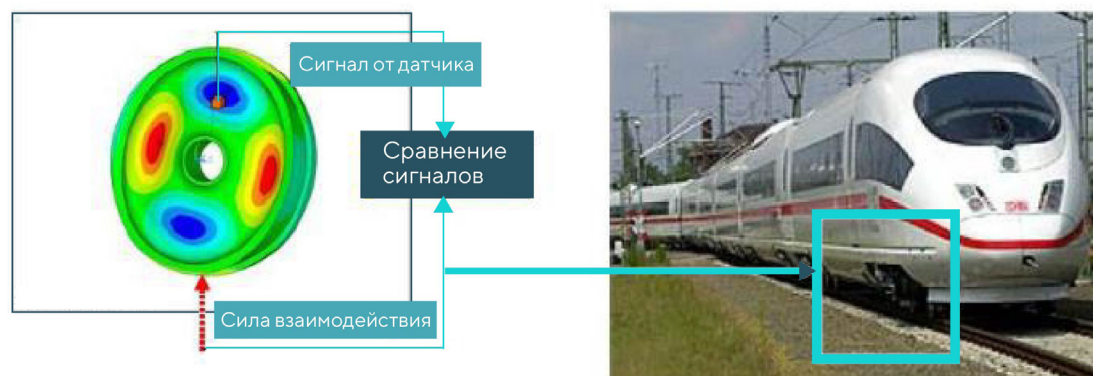 Сигнал от датчика
Сравнение
сигналов
Сила взаимодействия